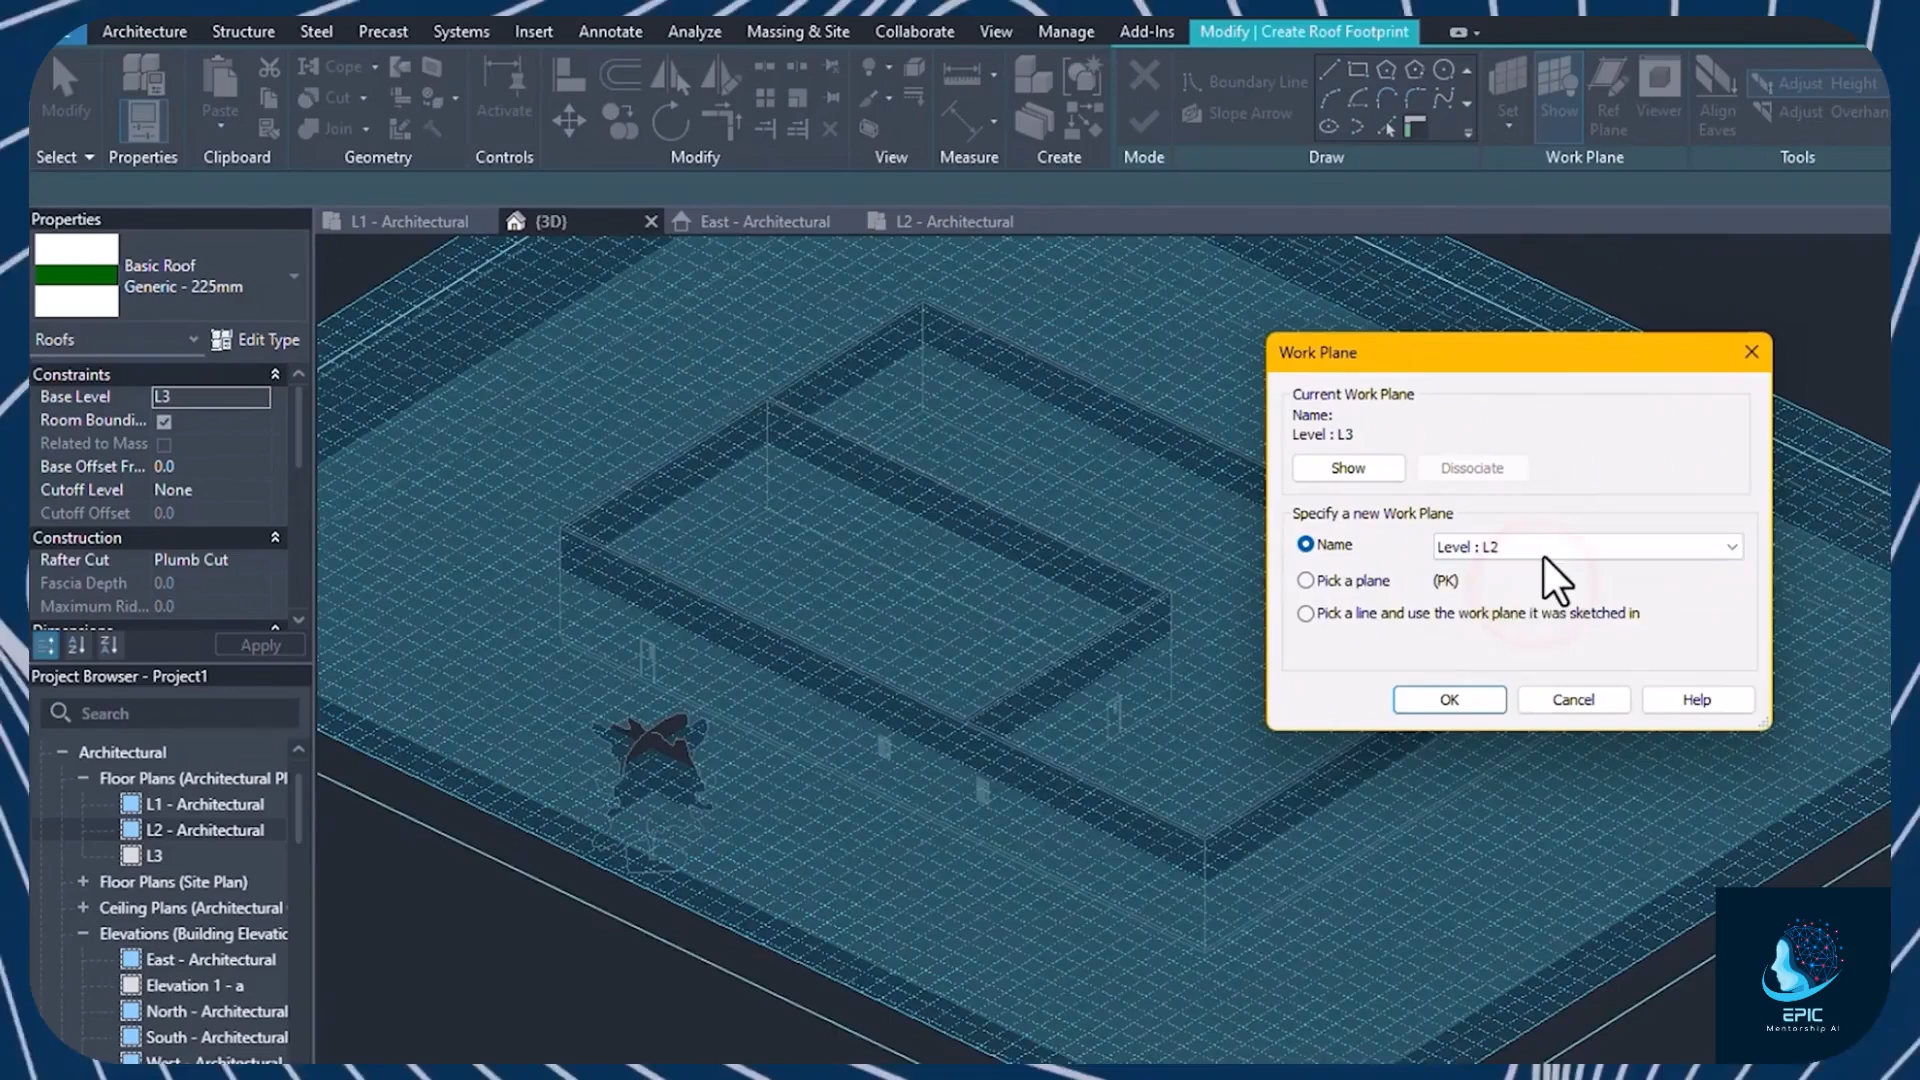 Architecture Structure Steel Precast Systems Insert Annotate Analyze Massing & Site Collaborate View Manage Add-Ins Modify | Create Roof Footprint
Modify
Paste
Cope
Cut
Join
Activate
Boundary Line
Slope Arrow
Set
Show
Ref
Plane
Viewer
Align
Eaves
Adjust Height
Adjust Overhan
Select Properties Clipboard Geometry Controls Modify View Measure Create Mode Draw Work Plane Tools
Properties
L1 - Architectural
{3D}
East - Architectural
L2 - Architectural
Basic Roof
Generic - 225mm
Roofs
Edit Type
Constraints
Base Level L3
Room Boundi...
Related to Mass
Base Offset Fr... 0.0
Cutoff Level None
Cutoff Offset 0.0
Construction
Rafter Cut Plumb Cut
Fascia Depth 0.0
Maximum Rid... 0.0
Apply
Project Browser - Project1
Search
Architectural
Floor Plans (Architectural Pl
L1 - Architectural
L2 - Architectural
L3
Floor Plans (Site Plan)
Ceiling Plans (Architectural
Elevations (Building Elevatio
East - Architectural
Elevation 1 - a
North - Architectural
South - Architectural
West - Architectural
Work Plane
Current Work Plane
Name:
Level : L3
Show
Dissociate
Specify a new Work Plane
Name
Level : L2
Pick a plane (PK)
Pick a line and use the work plane it was sketched in
OK
Cancel
Help
EPIC
Mentorship AI